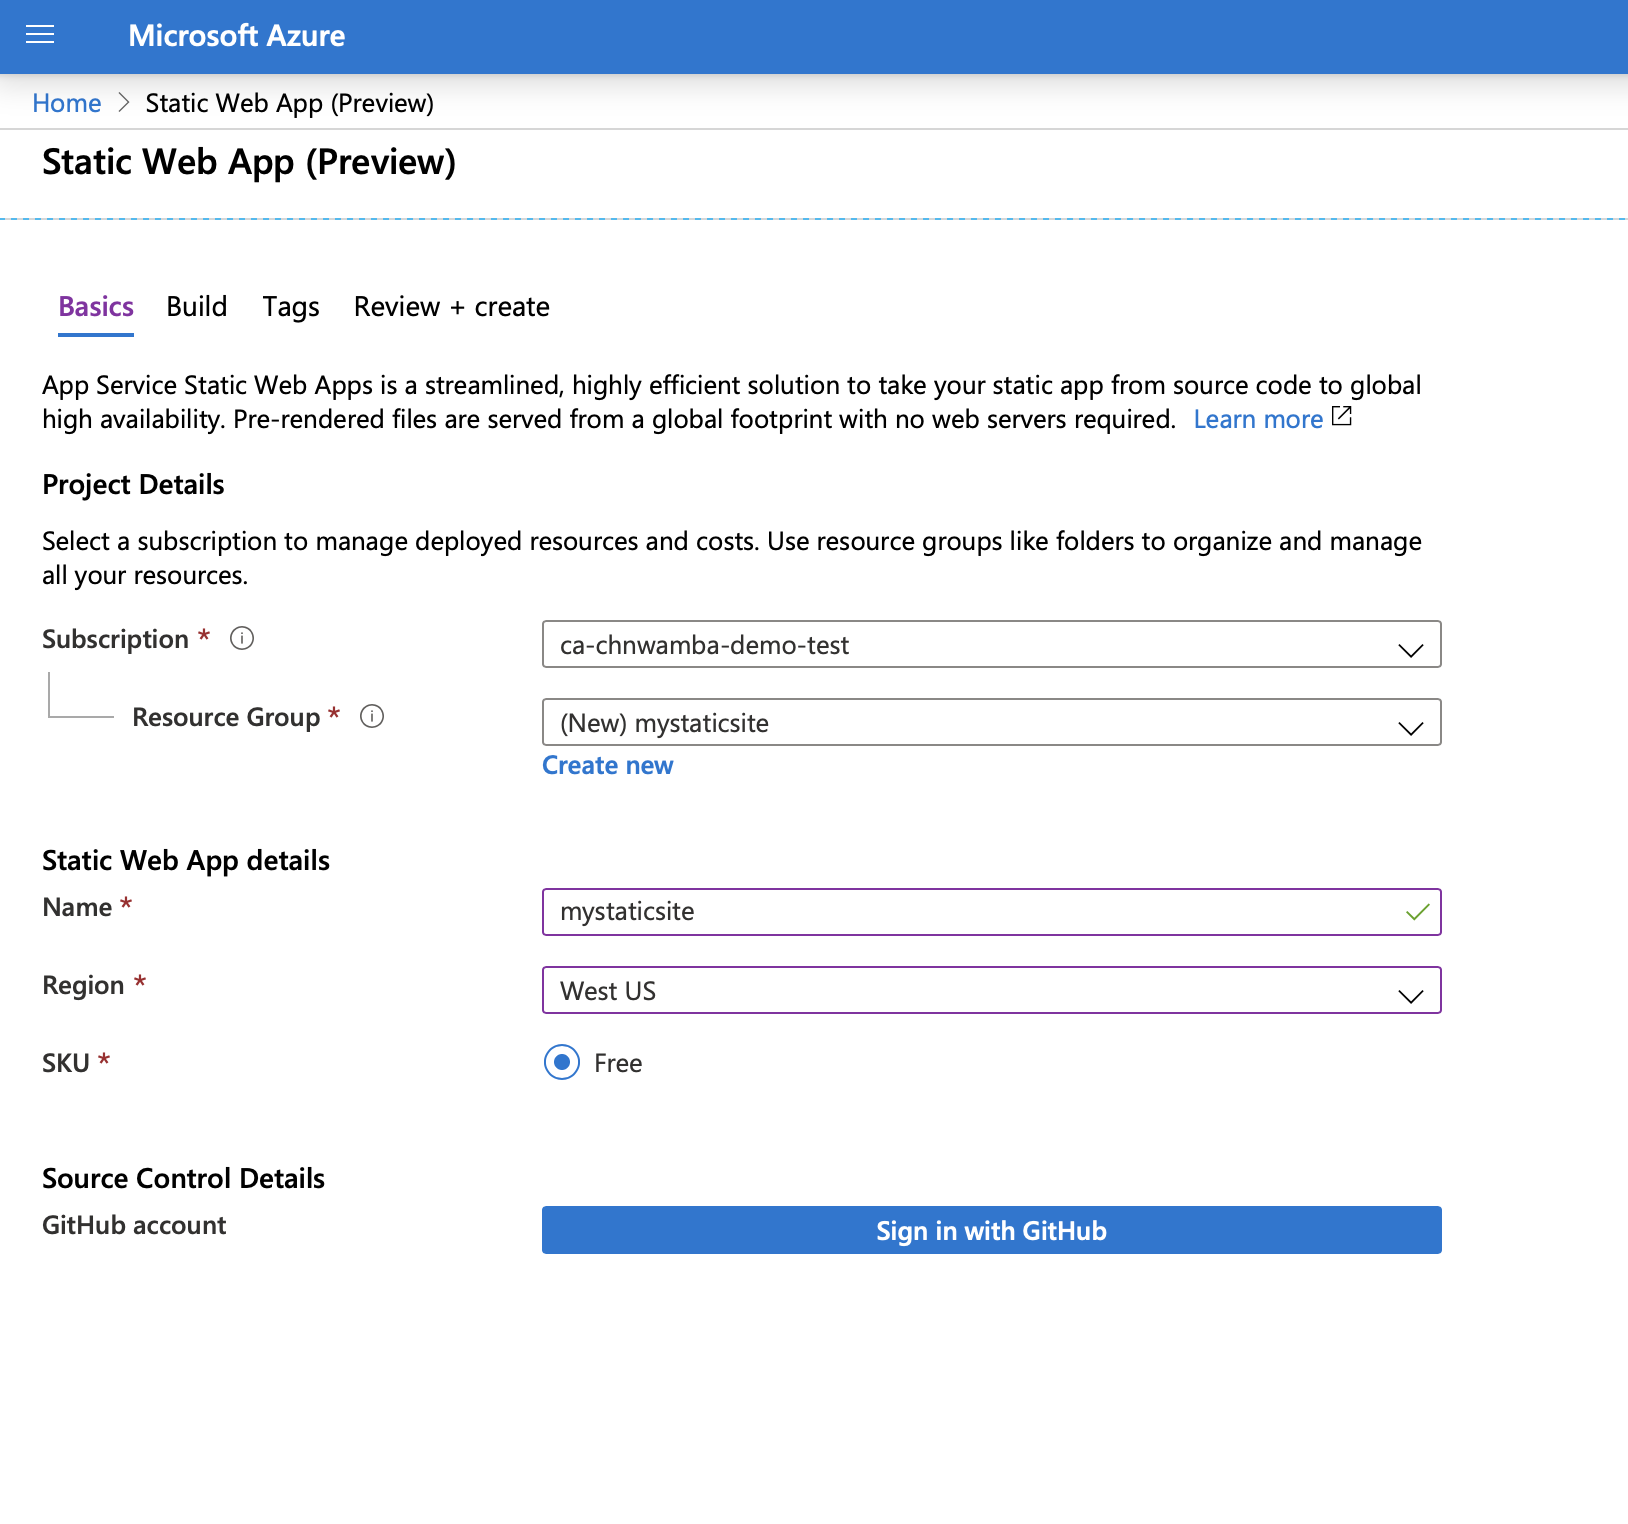 Microsoft Azure
Home > Static Web App (Preview)
Static Web App (Preview)
Basics Build Tags Review + create
App Service Static Web Apps is a streamlined, highly efficient solution to take your static app from source code to global
high availability. Pre-rendered files are served from a global footprint with no web servers required. Learn more
Project Details
Select a subscription to manage deployed resources and costs. Use resource groups like folders to organize and manage
all your resources.
Subscription * ca-chnwamba-demo-test
Resource Group * (New) mystaticsite
Create new
Static Web App details
Name * mystaticsite
Region * West US
SKU * Free
Source Control Details
GitHub account Sign in with GitHub